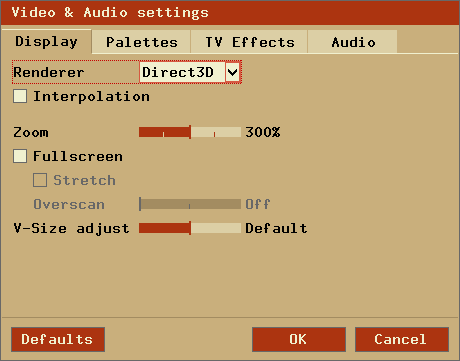 Video & Audio settings
Display Palettes TV Effects Audio
Renderer Direct3D
Interpolation
Zoom 300%
Fullscreen
Stretch
Overscan Off
V-Size adjust Default
Defaults OK Cancel